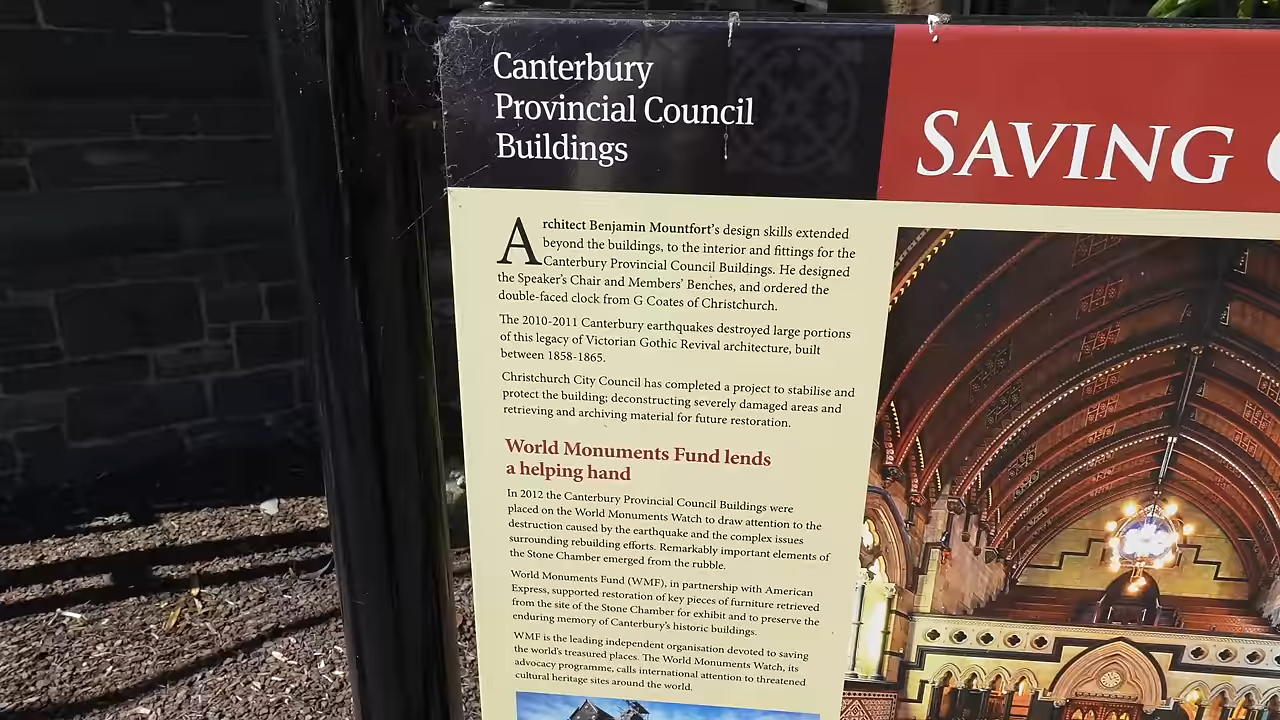 Canterbury
Provincial Council
Buildings
SAVING
Architect Benjamin Mountfort's design skills extended
beyond the buildings, to the interior and fittings for the
Canterbury Provincial Council Buildings. He designed
the Speaker's Chair and Members' Benches, and ordered the
double-faced clock from G Coates of Christchurch.
The 2010-2011 Canterbury earthquakes destroyed large portions
of this legacy of Victorian Gothic Revival architecture, built
between 1858-1865.
Christchurch City Council has completed a project to stabilise and
protect the building; deconstructing severely damaged areas and
retrieving and archiving material for future restoration.
World Monuments Fund lends
a helping hand
In 2012 the Canterbury Provincial Council Buildings were
placed on the World Monuments Watch to draw attention to the
destruction caused by the earthquake and the complex issues
surrounding rebuilding efforts. Remarkably important elements of
the Stone Chamber emerged from the rubble.
World Monuments Fund (WMF), in partnership with American
Express, supported restoration of key pieces of furniture retrieved
from the site of the Stone Chamber for exhibit and to preserve the
enduring memory of Canterbury's historic buildings.
WMF is the leading independent organisation devoted to saving
the world's treasured places. The World Monuments Watch, its
advocacy programme, calls international attention to threatened
cultural heritage sites around the world.